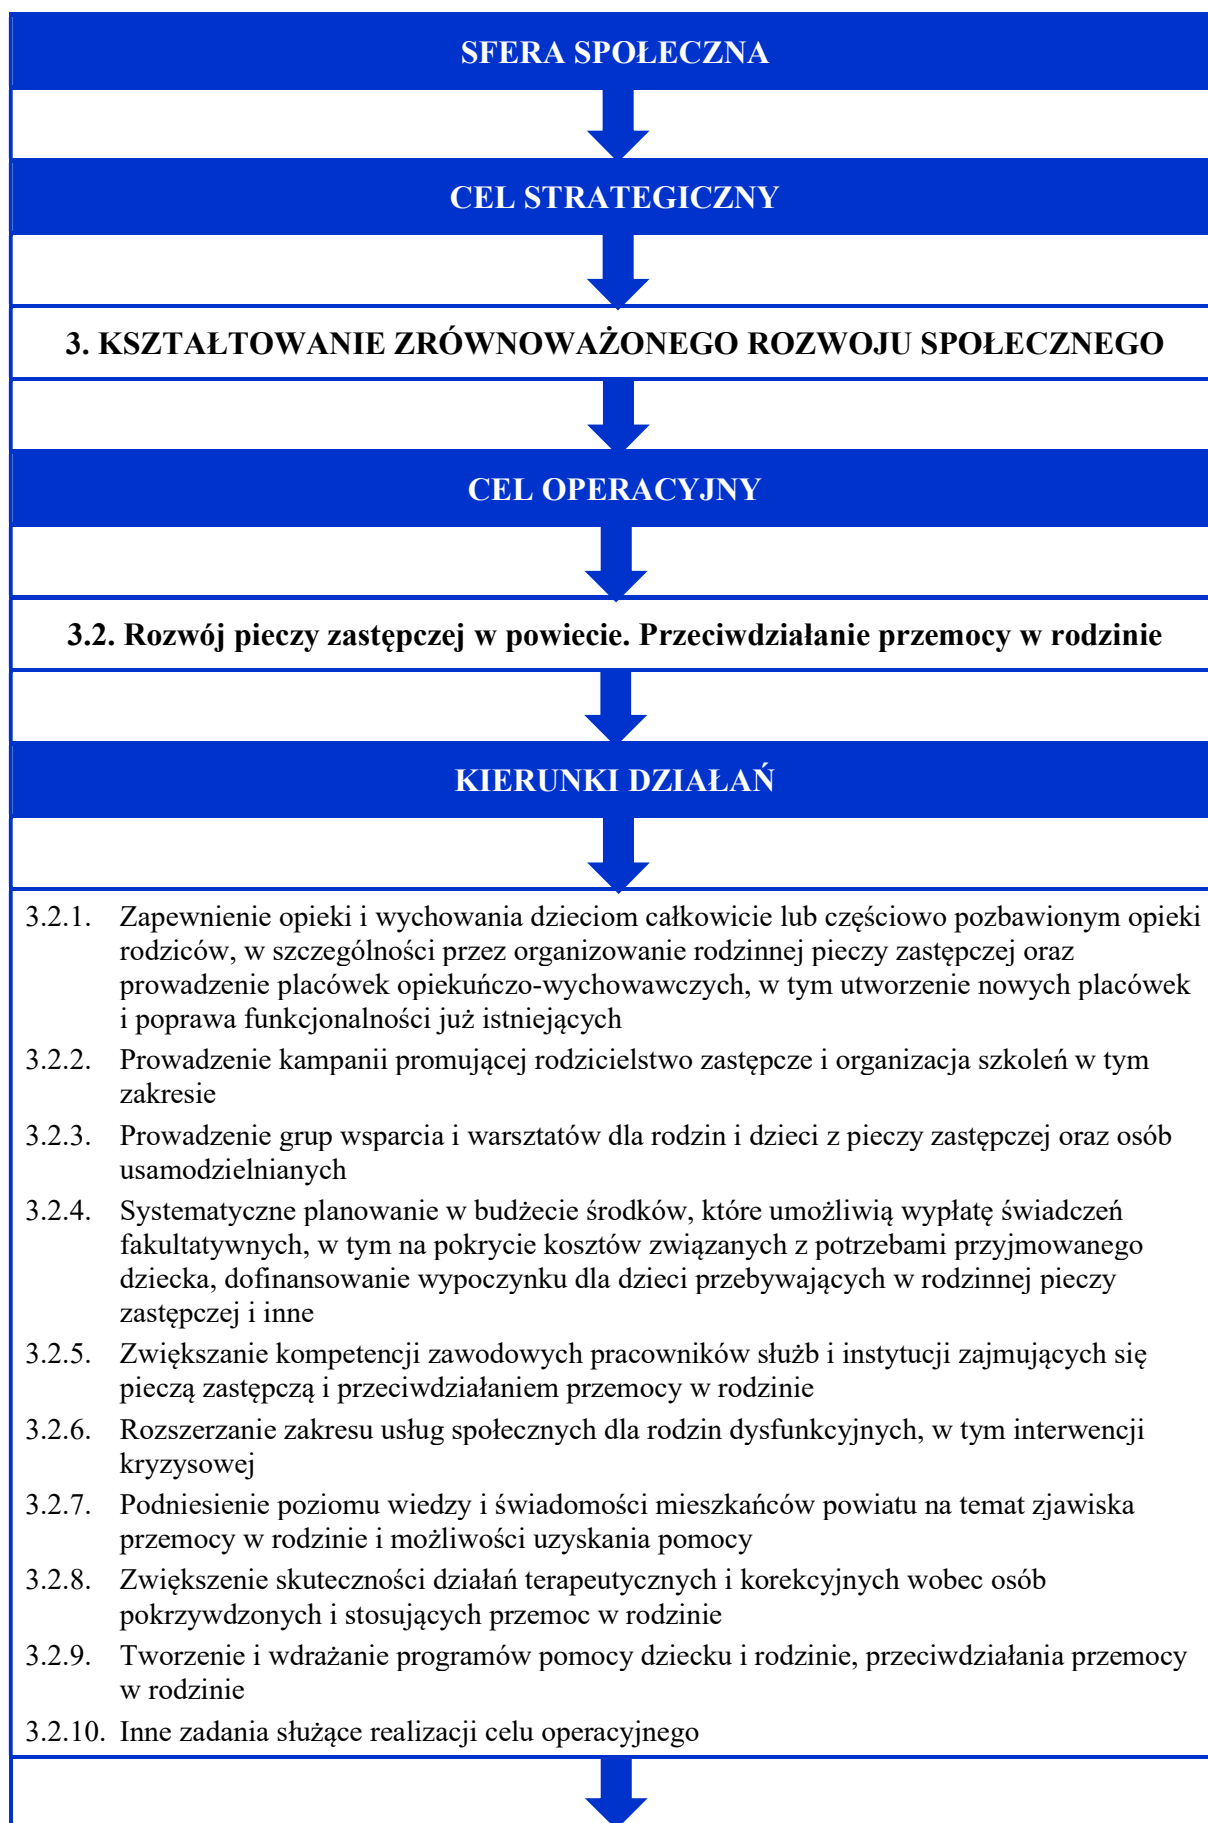 SFERA SPOŁECZNA
CEL STRATEGICZNY
3. KSZTAŁTOWANIE ZRÓWNOWAŻONEGO ROZWOJU SPOŁECZNEGO
CEL OPERACYJNY
3.2. Rozwój pieczy zastępczej w powiecie. Przeciwdziałanie przemocy w rodzinie
KIERUNKI DZIAŁAŃ
3.2.1. Zapewnienie opieki i wychowania dzieciom całkowicie lub częściowo pozbawionym opieki
rodziców, w szczególności przez organizowanie rodzinnej pieczy zastępczej oraz
prowadzenie placówek opiekuńczo-wychowawczych, w tym utworzenie nowych placówek
i poprawa funkcjonalności już istniejących
3.2.2. Prowadzenie kampanii promującej rodzicielstwo zastępcze i organizacja szkoleń w tym
zakresie
3.2.3. Prowadzenie grup wsparcia i warsztatów dla rodzin i dzieci z pieczy zastępczej oraz osób
usamodzielnianych
3.2.4. Systematyczne planowanie w budżecie środków, które umożliwią wypłatę świadczeń
fakultatywnych, w tym na pokrycie kosztów związanych z potrzebami przyjmowanego
dziecka, dofinansowanie wypoczynku dla dzieci przebywających w rodzinnej pieczy
zastępczej i inne
3.2.5. Zwiększanie kompetencji zawodowych pracowników służb i instytucji zajmujących się
pieczą zastępczą i przeciwdziałaniem przemocy w rodzinie
3.2.6. Rozszerzanie zakresu usług społecznych dla rodzin dysfunkcyjnych, w tym interwencji
kryzysowej
3.2.7. Podniesienie poziomu wiedzy i świadomości mieszkańców powiatu na temat zjawiska
przemocy w rodzinie i możliwości uzyskania pomocy
3.2.8. Zwiększenie skuteczności działań terapeutycznych i korekcyjnych wobec osób
pokrzywdzonych i stosujących przemoc w rodzinie
3.2.9. Tworzenie i wdrażanie programów pomocy dziecku i rodzinie, przeciwdziałania przemocy
w rodzinie
3.2.10. Inne zadania służące realizacji celu operacyjnego